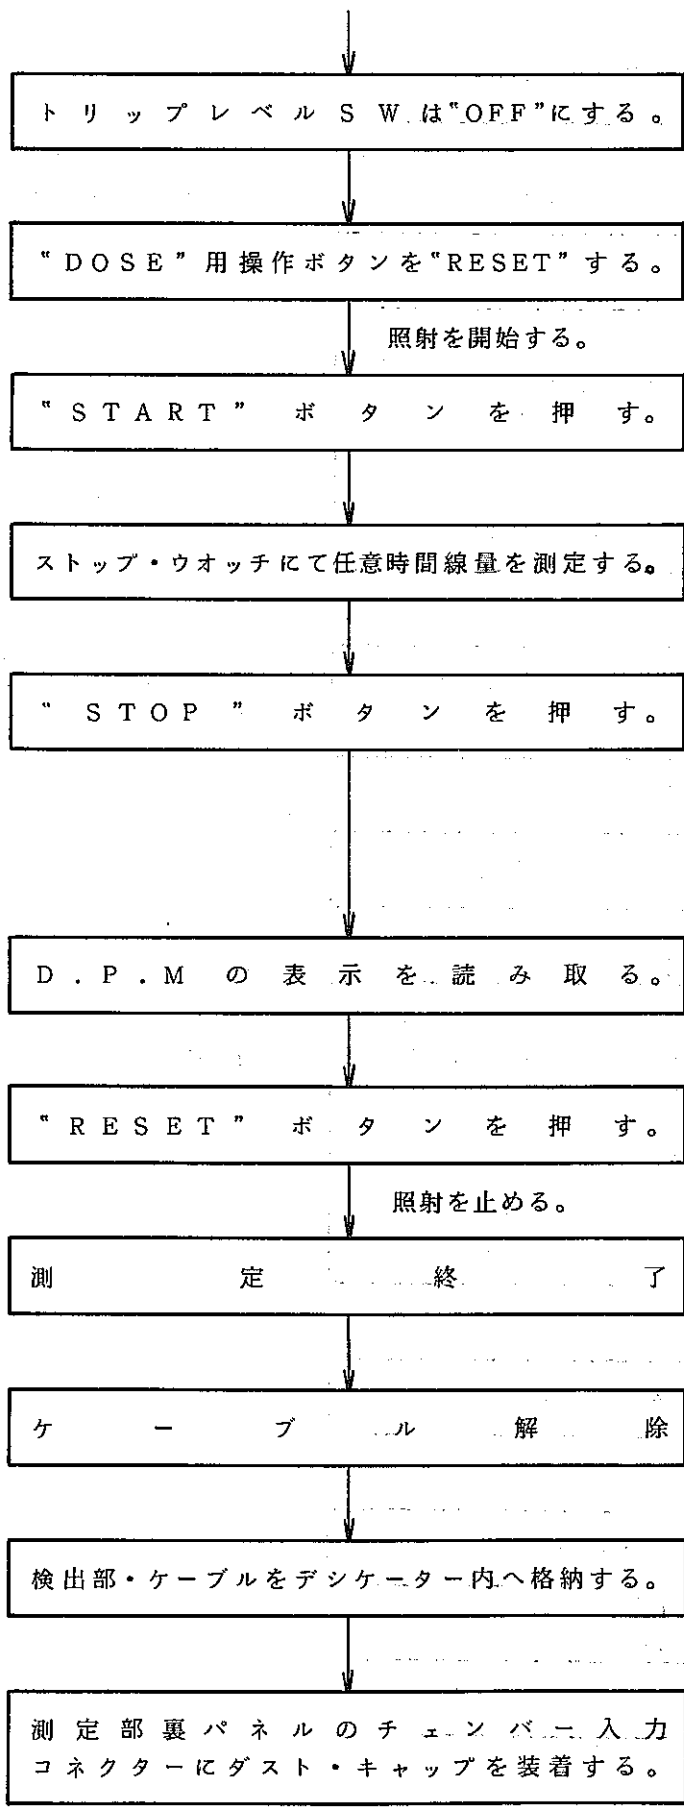 トリップレベルSWは"OFF"にする。
"DOSE"用操作ボタンを"RESET"する。
照射を開始する。
"START"ボタンを押す。
ストップ・ウオッチにて任意時間線量を測定する。
"STOP"ボタンを押す。
D.P.Mの表示を読み取る。
"RESET"ボタンを押す。
照射を止める。
測定終了
ケーブル解除
検出部・ケーブルをデシケーター内へ格納する。
測定部裏パネルのチェンバー入力
コネクターにダスト・キャップを装着する。